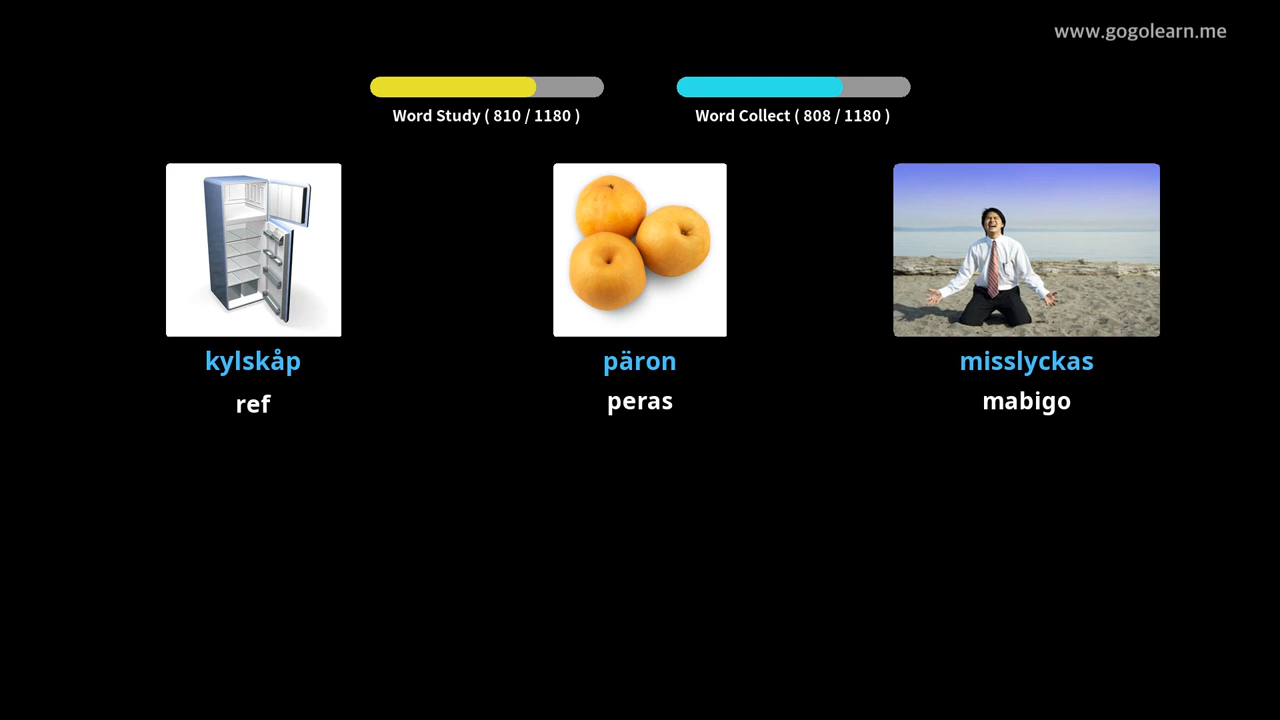 www.gogolearn.me
Word Study ( 810 / 1180 )
Word Collect ( 808 / 1180 )
kylskåp
päron
misslyckas
ref
peras
mabigo